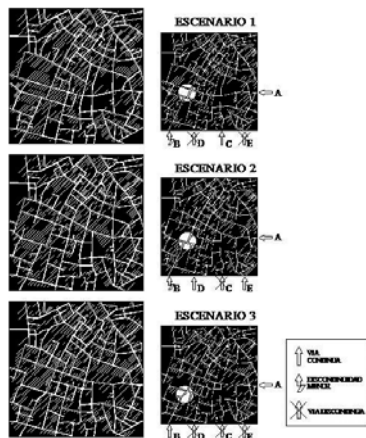 ESCENARIO 1
A
B D C E
ESCENARIO 2
A
B D C E
ESCENARIO 3
A
B D C E
VIA
CONTINUA
DISCONTINUIDAD
MENOR
VIA DISCONTINUA